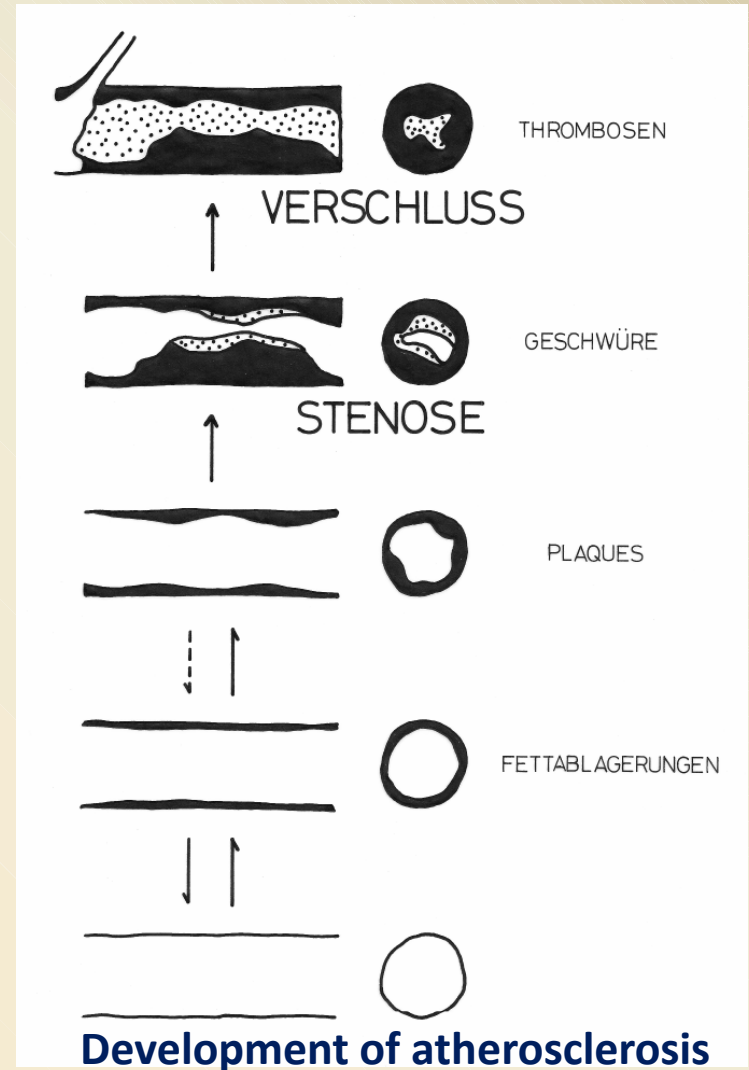 THROMBOSEN
VERSCHLUSS
GESCHWÜRE
STENOSE
PLAQUES
FETTABLAGERUNGEN
Development of atherosclerosis